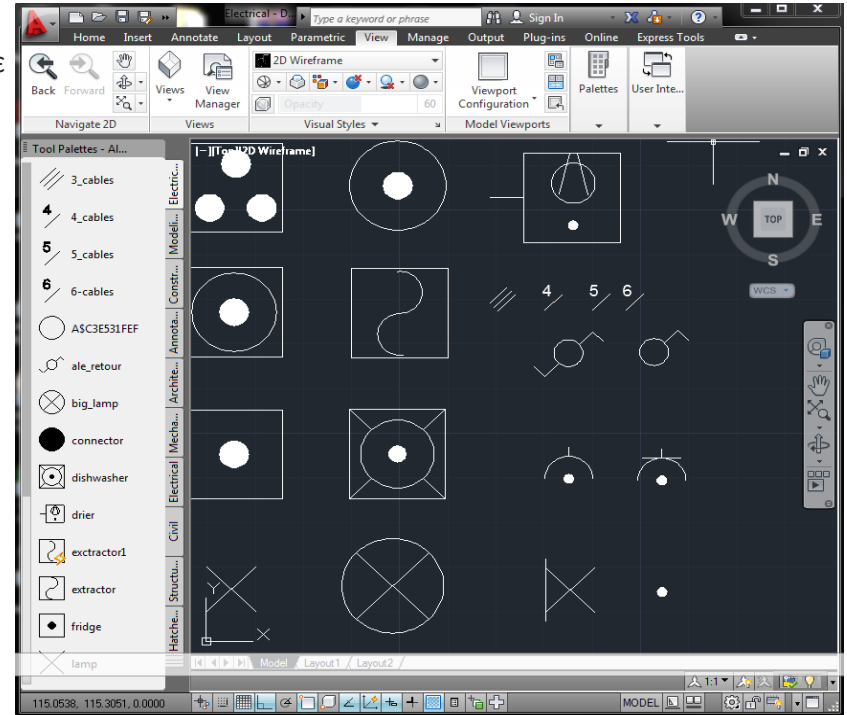 Electrical - D...
Type a keyword or phrase
Sign In
Home Insert Annotate Layout Parametric View Manage Output Plug-ins Online Express Tools
2D Wireframe
Back Forward
Views
View Manager
Opacity 60
Viewport Configuration
Palettes
User Inte...
Navigate 2D
Views
Visual Styles
Model Viewports
Tool Palettes - Al...
[−][Top][2D Wireframe]
3_cables
4 4_cables
5 5_cables
6 6-cables
A$C3E531FEF
ale_retour
big_lamp
connector
dishwasher
drier
exctractor1
extractor
fridge
lamp
Electric...
Modeli...
Constr...
Annota...
Archite...
Mecha...
Electrical
Civil
Structu...
Hatche...
N
W TOP E
S
WCS
4 5 6
Y
X
Model Layout1 Layout2
1:1
115.0538, 115.3051, 0.0000
MODEL